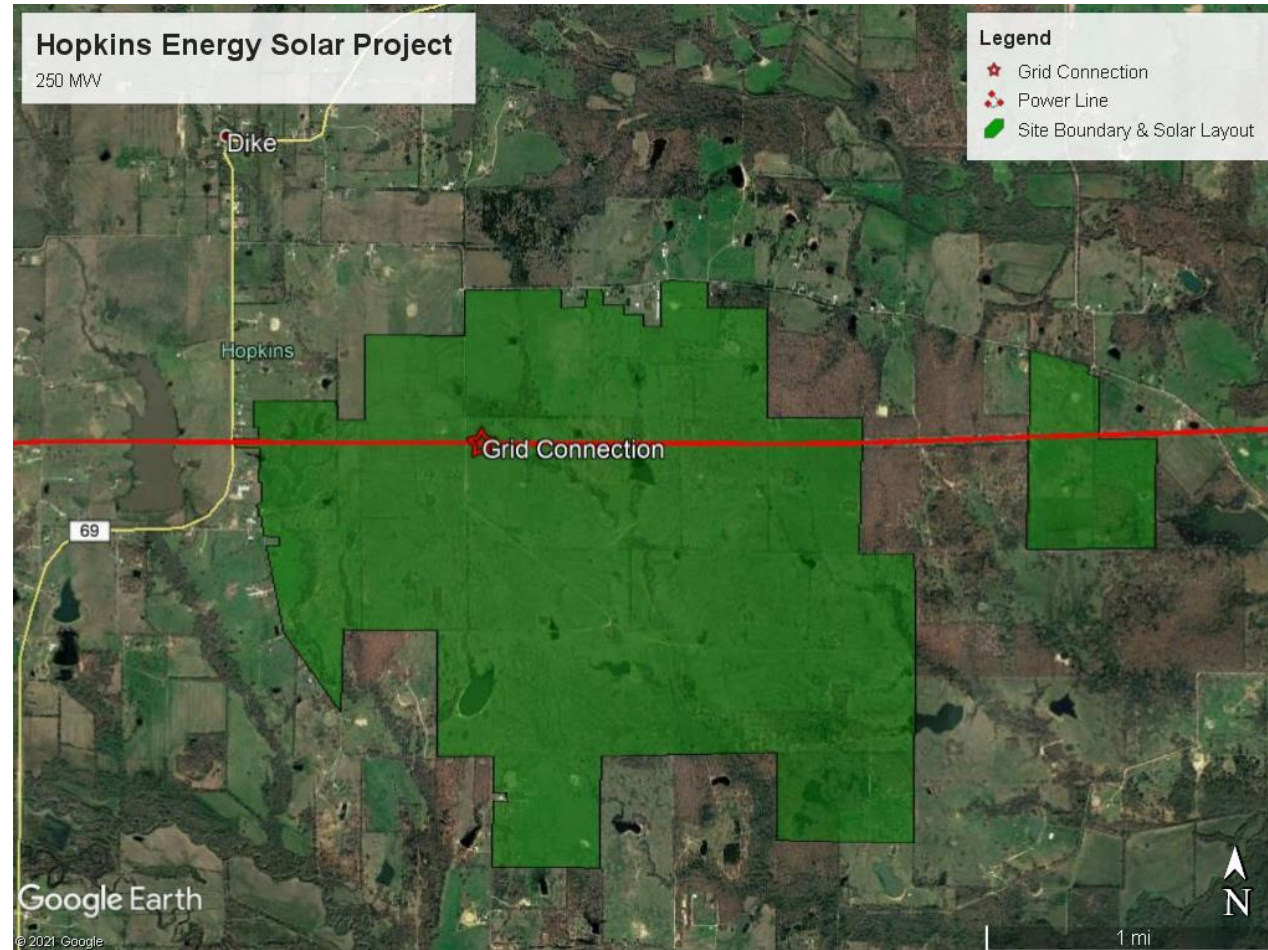 Hopkins Energy Solar Project
250 MW
Legend
Grid Connection
Power Line
Site Boundary & Solar Layout
Dike
Hopkins
Grid Connection
69
Google Earth
N
© 2021 Google
1 mi